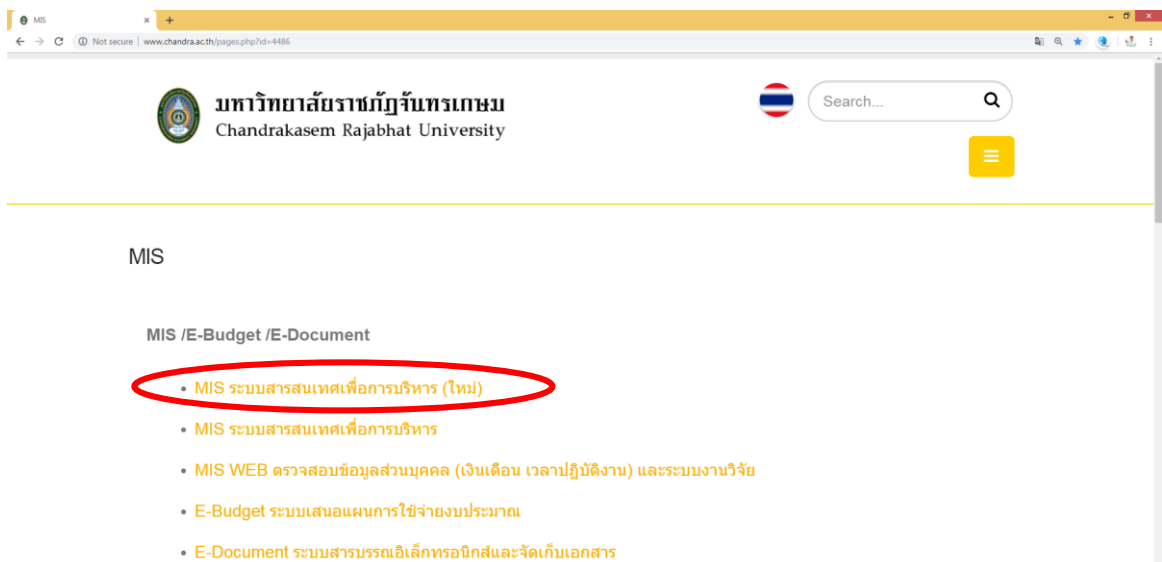 MIS
Not secure | www.chandra.ac.th/pages.php?id=4486
มหาวิทยาลัยราชภัฏจันทรเกษม
Chandrakasem Rajabhat University
Search...
MIS
MIS /E-Budget /E-Document
• MIS ระบบสารสนเทศเพื่อการบริหาร (ใหม่)
• MIS ระบบสารสนเทศเพื่อการบริหาร
• MIS WEB ตรวจสอบข้อมูลส่วนบุคคล (เงินเดือน เวลาปฏิบัติงาน) และระบบงานวิจัย
• E-Budget ระบบเสนอแผนการใช้จ่ายงบประมาณ
• E-Document ระบบสารบรรณอิเล็กทรอนิกส์และจัดเก็บเอกสาร